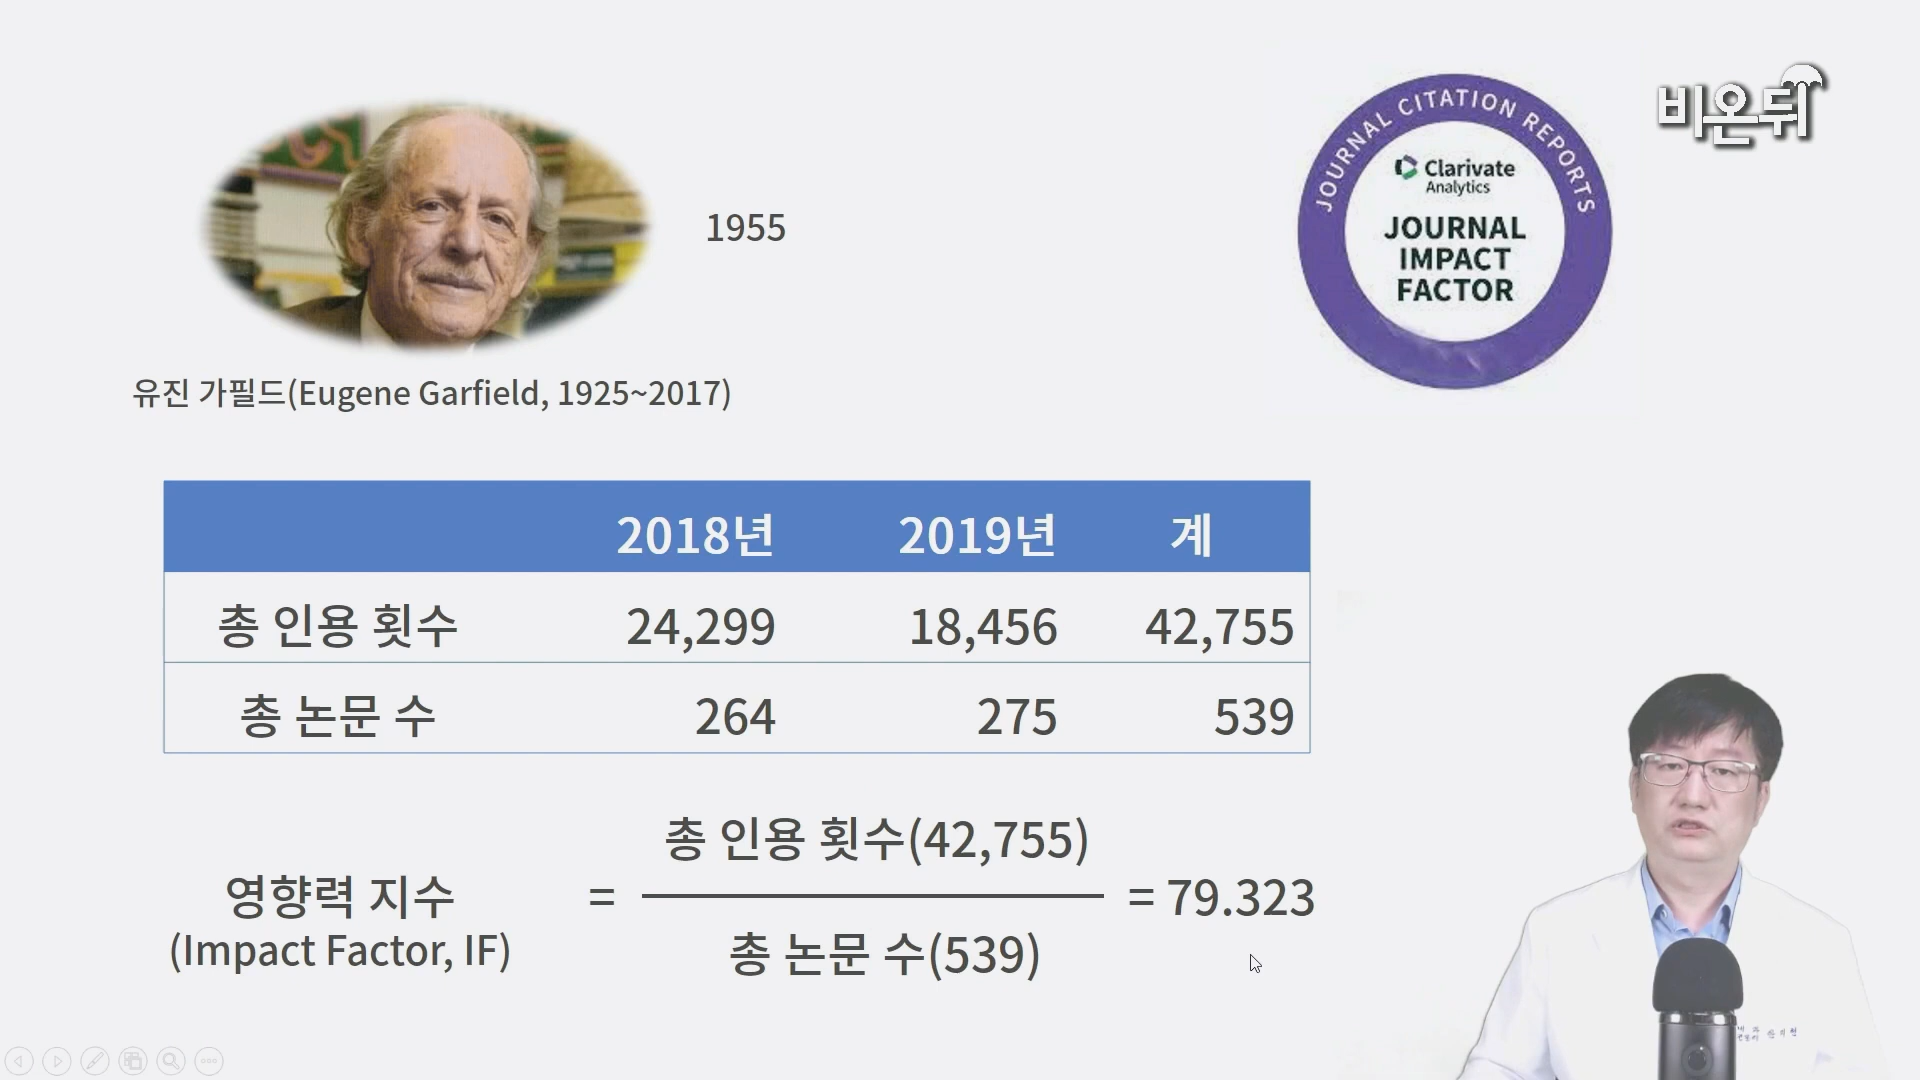 비온뒤
JOURNAL CITATION REPORTS
Clarivate
Analytics
JOURNAL
IMPACT
FACTOR
1955
유진 가필드(Eugene Garfield, 1925~2017)
2018년 2019년 계
총 인용 횟수 24,299 18,456 42,755
총 논문 수 264 275 539
총 인용 횟수(42,755)
영향력 지수 = = 79.323
(Impact Factor, IF)
총 논문 수(539)